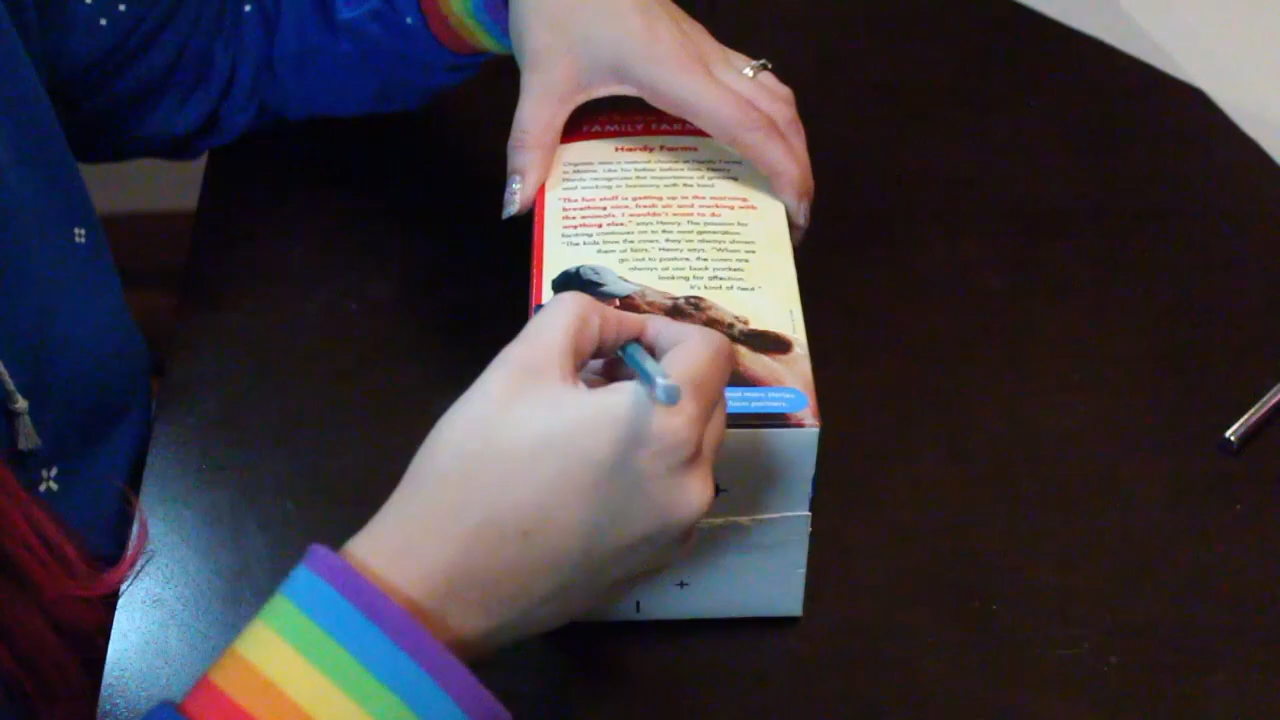 FAMILY FARM
Hardy Farms
Organic was a natural choice at Hardy Farms
in Maine. Like his father before him, Henry
Hardy recognizes the importance of growing
and working in harmony with the land.
"The fun stuff is getting up in the morning,
breathing nice, fresh air and working with
the animals. I wouldn't want to do
anything else," says Henry. The passion for
farming continues on to the next generation.
"The kids love the cows, they've always shown
them at fairs," Henry says. "When we
go out to pasture, the cows are
always at our back pockets
looking for affection.
It's kind of neat."
more stories
farm partners.